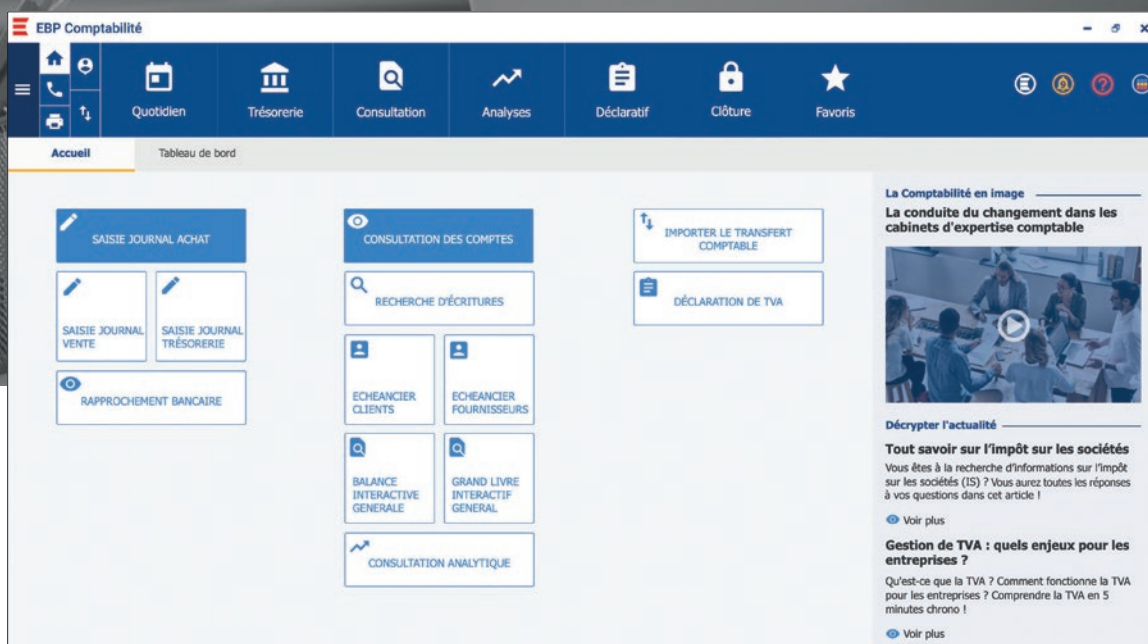 EBP Comptabilité
Quotidien
Trésorerie
Consultation
Analyses
Déclaratif
Clôture
Favoris
Accueil
Tableau de bord
SAISIE JOURNAL ACHAT
SAISIE JOURNAL
VENTE
SAISIE JOURNAL
TRÉSORERIE
RAPPROCHEMENT BANCAIRE
CONSULTATION DES COMPTES
RECHERCHE D'ÉCRITURES
ECHEANCIER
CLIENTS
ECHEANCIER
FOURNISSEURS
BALANCE
INTERACTIVE
GENERALE
GRAND LIVRE
INTERACTIF
GENERAL
CONSULTATION ANALYTIQUE
IMPORTER LE TRANSFERT
COMPTABLE
DÉCLARATION DE TVA
La Comptabilité en image
La conduite du changement dans les
cabinets d'expertise comptable
Décrypter l'actualité
Tout savoir sur l'impôt sur les sociétés
Vous êtes à la recherche d'informations sur l'impôt
sur les sociétés (IS) ? Vous aurez toutes les réponses
à vos questions dans cet article !
Voir plus
Gestion de TVA : quels enjeux pour les
entreprises ?
Qu'est-ce que la TVA ? Comment fonctionne la TVA
pour les entreprises ? Comprendre la TVA en 5
minutes chrono !
Voir plus